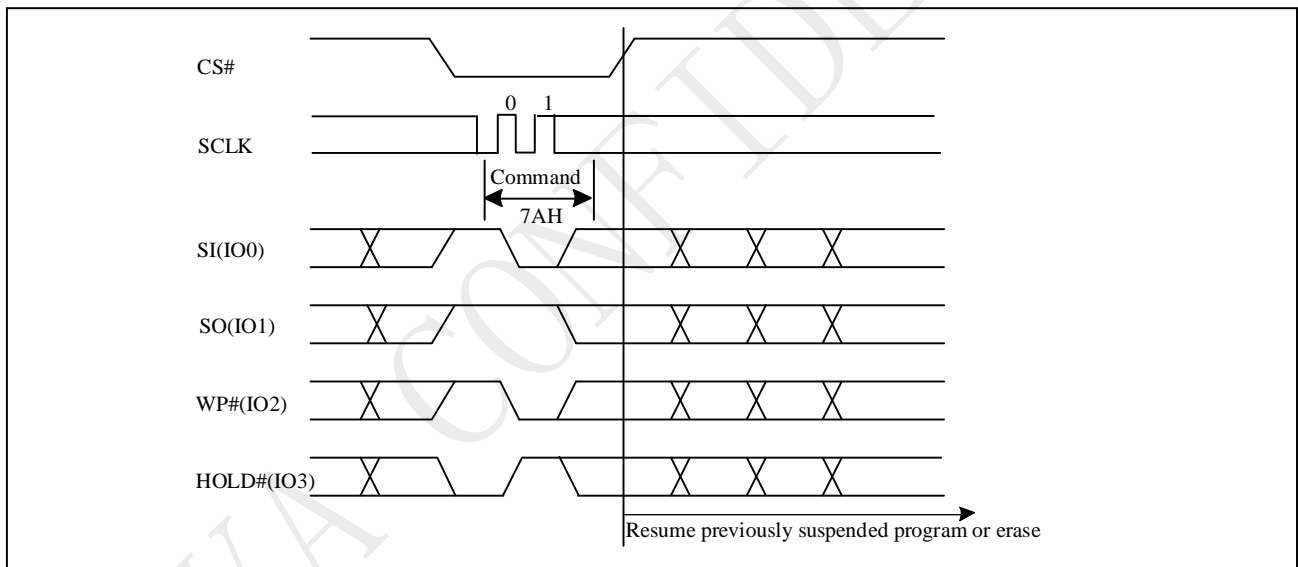 CS#
0 1
SCLK
Command
7AH
SI(IO0)
SO(IO1)
WP#(IO2)
HOLD#(IO3)
Resume previously suspended program or erase